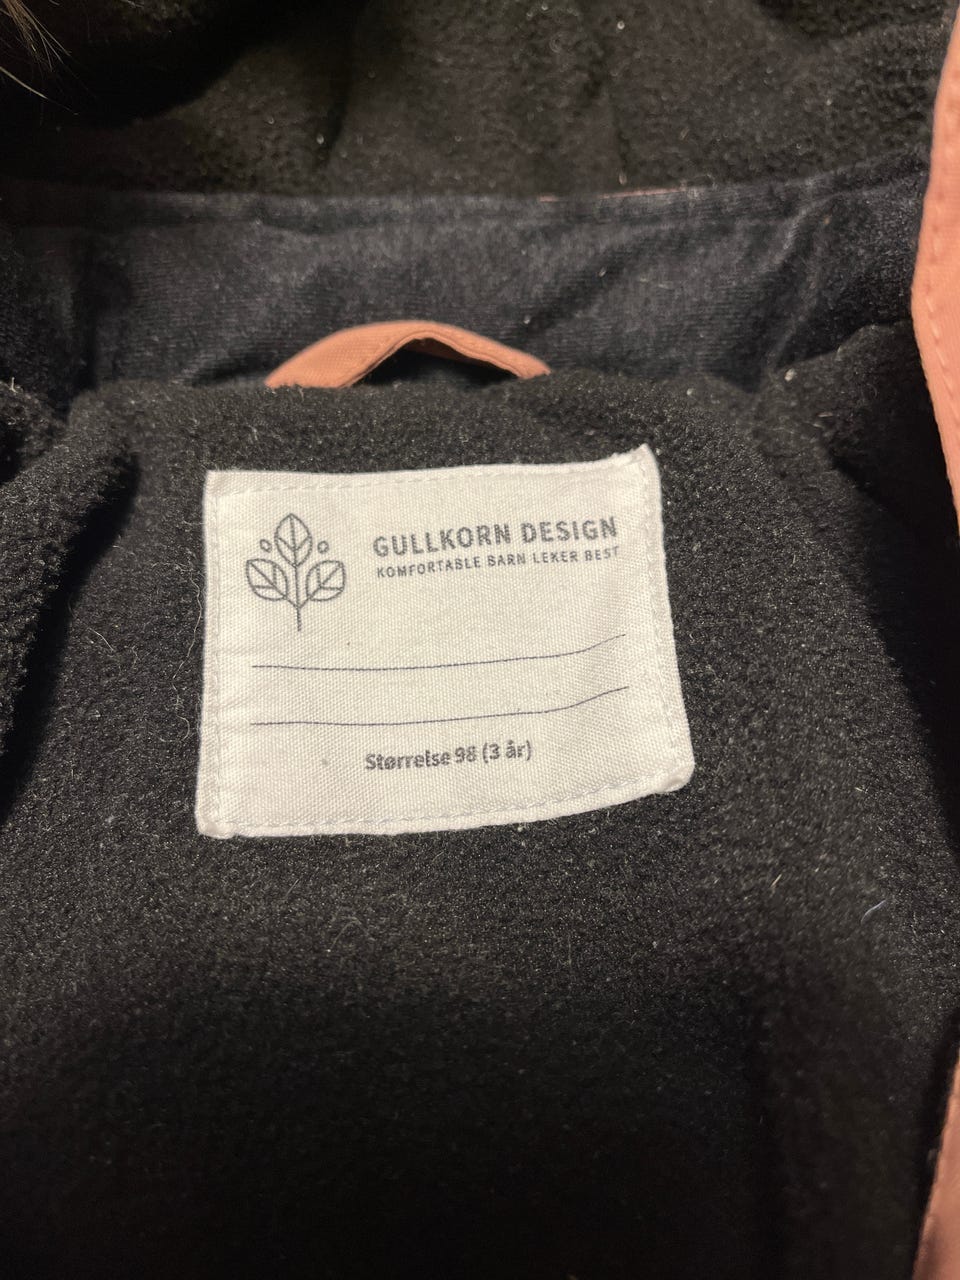 GULLKORN DESIGN
KOMFORTABLE BARN LEKER BEST
Størrelse 98 (3 år)